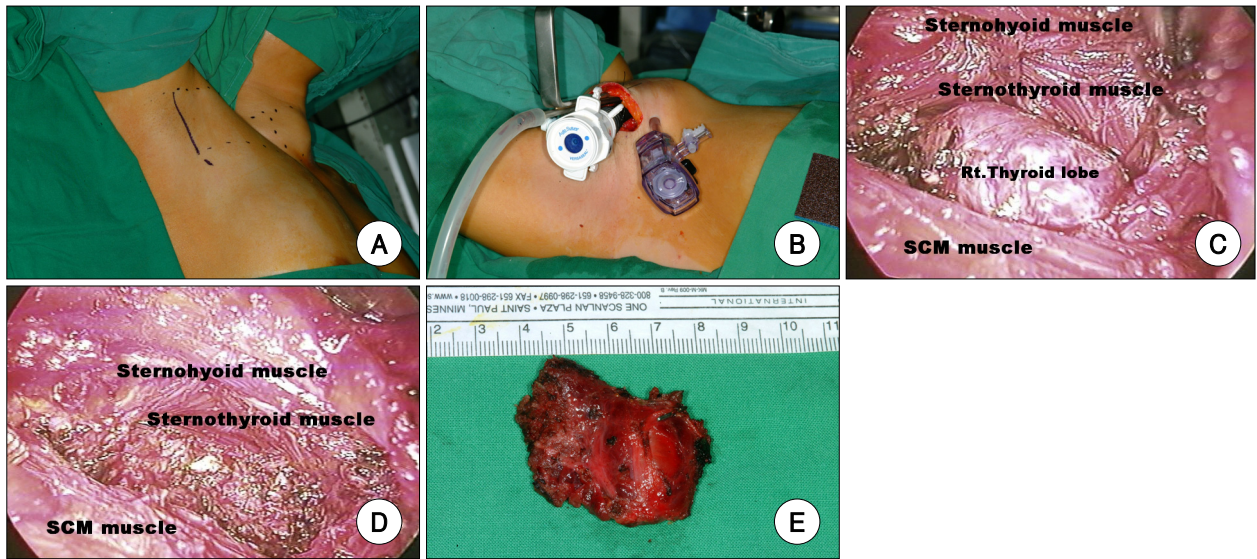 A
B
Sternohyoid muscle
Sternothyroid muscle
Rt.Thyroid lobe
SCM muscle
C
Sternohyoid muscle
Sternothyroid muscle
SCM muscle
D
INTERNATIONAL
800-328-9458 • 651-298-0997 • FAX 651-298-0018 • www.s
ONE SCANLAN PLAZA • SAINT PAUL, MINNES
2 3 4 5 6 7 8 9 10 11
E